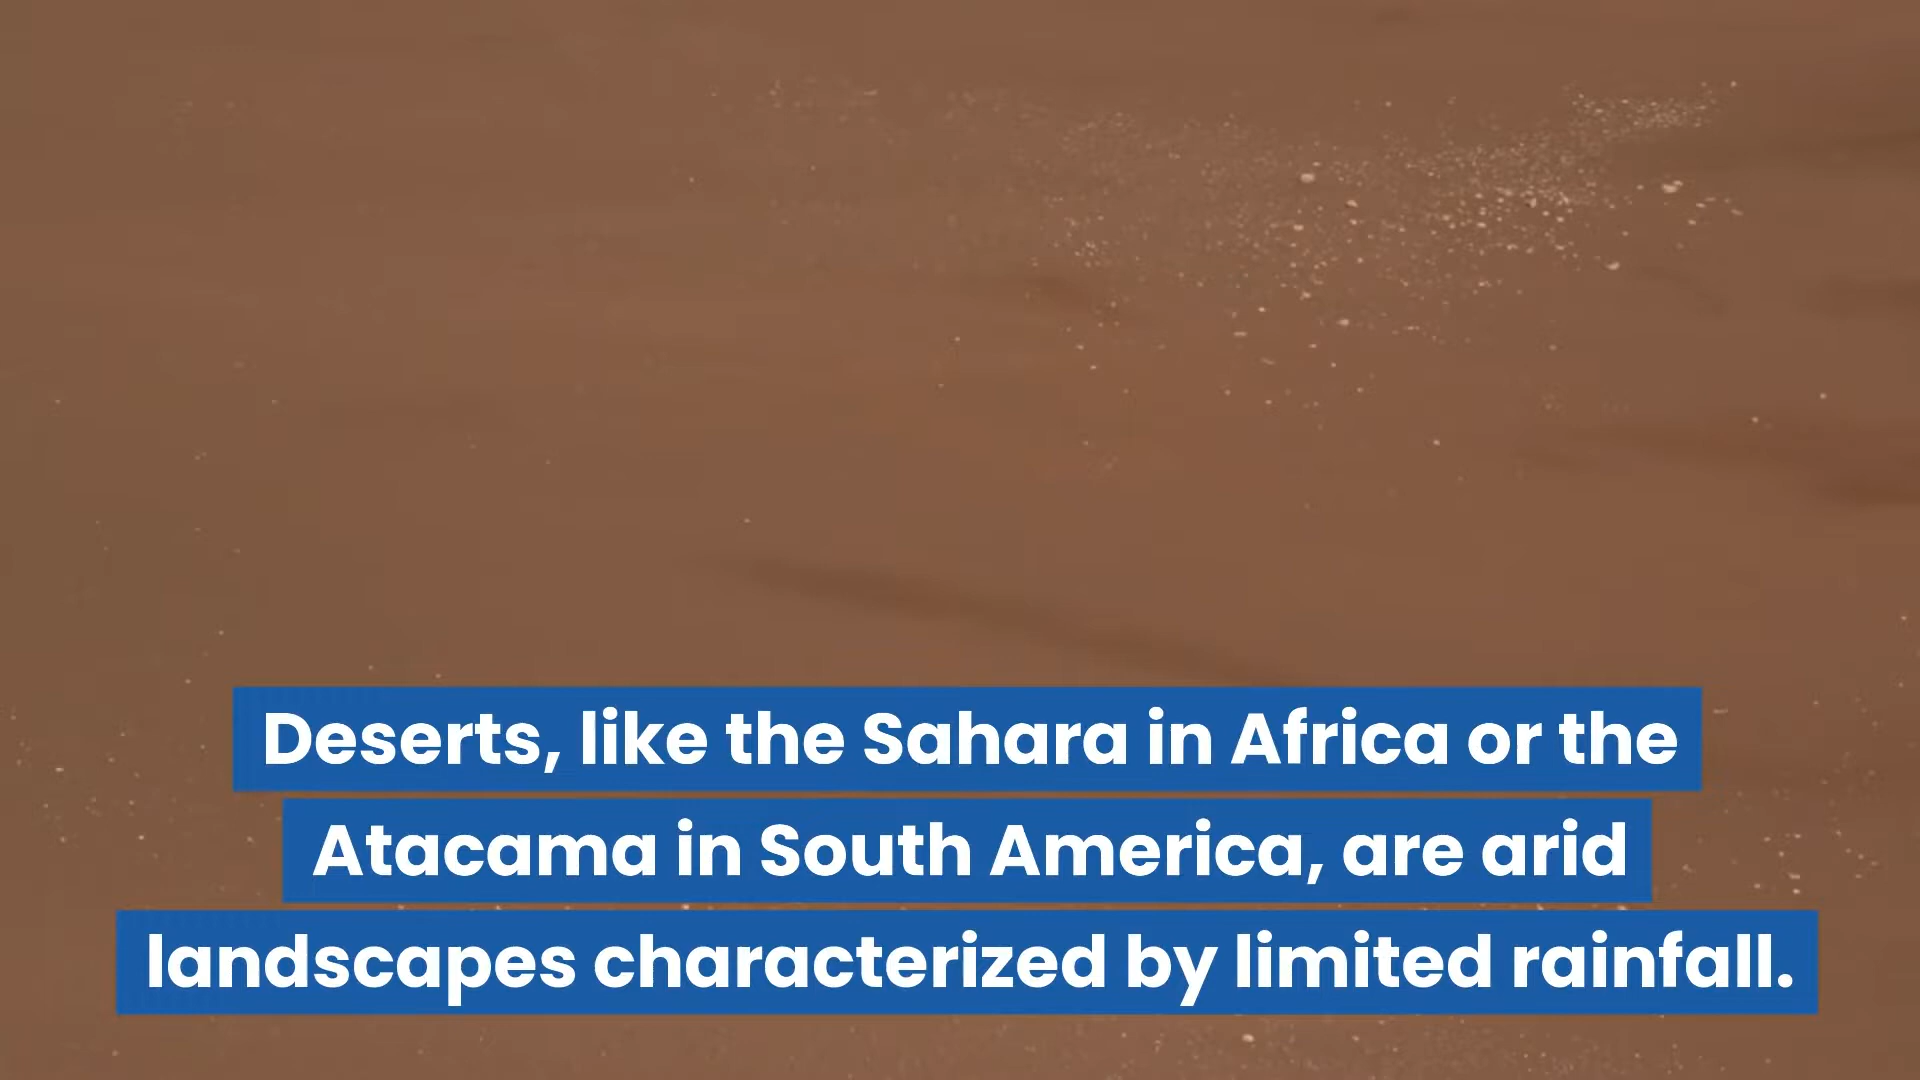 Deserts, like the Sahara in Africa or the
Atacama in South America, are arid
landscapes characterized by limited rainfall.